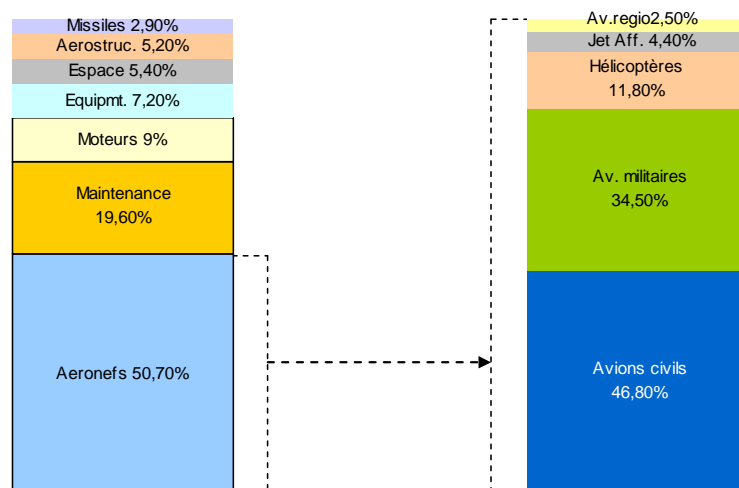 Missiles 2,90%
Aerostruc. 5,20%
Espace 5,40%
Equipmt. 7,20%
Moteurs 9%
Maintenance
19,60%
Aeronefs 50,70%
Av.regio2,50%
Jet Aff. 4,40%
Hélicoptères
11,80%
Av. militaires
34,50%
Avions civils
46,80%